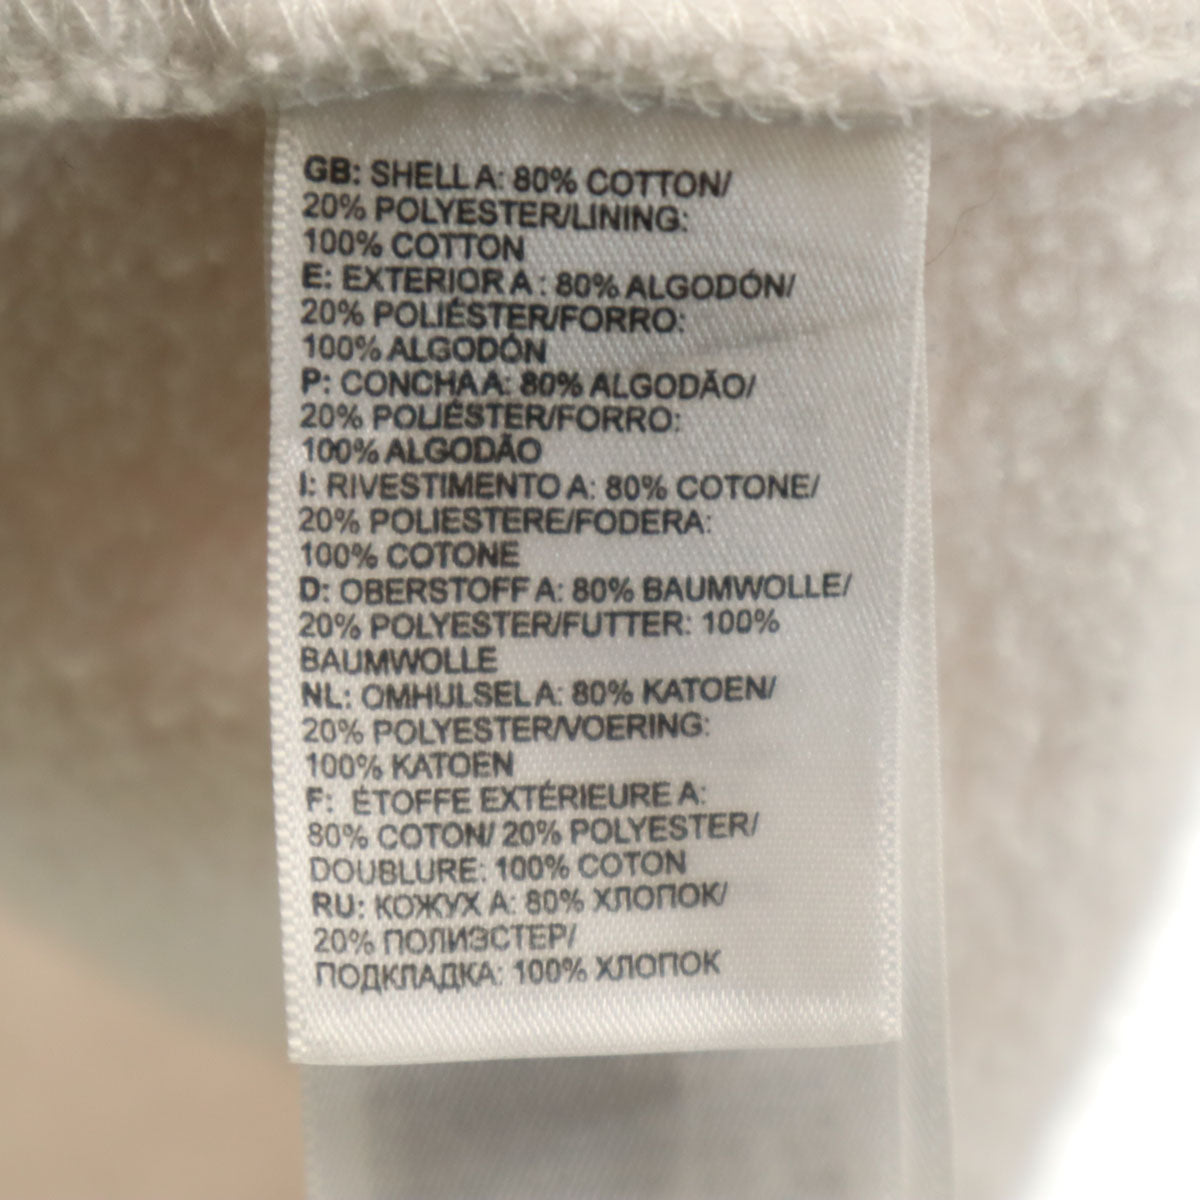 GB: SHELL A: 80% COTTON/
20% POLYESTER/LINING:
100% COTTON
E: EXTERIOR A : 80% ALGODÓN/
20% POLIÉSTER/FORRO:
100% ALGODÓN
P: CONCHA A: 80% ALGODÃO/
20% POLIÉSTER/FORRO:
100% ALGODÃO
I: RIVESTIMENTO A: 80% COTONE/
20% POLIESTERE/FODERA:
100% COTONE
D: OBERSTOFF A: 80% BAUMWOLLE/
20% POLYESTER/FUTTER: 100%
BAUMWOLLE
NL: OMHULSEL A: 80% KATOEN/
20% POLYESTER/VOERING:
100% KATOEN
F: ÉTOFFE EXTÉRIEURE A:
80% COTON/ 20% POLYESTER/
DOUBLURE: 100% COTON
RU: КОЖУХ А: 80% ХЛОПОК/
20% ПОЛИЭСТЕР/
ПОДКЛАДКА: 100% ХЛОПОК